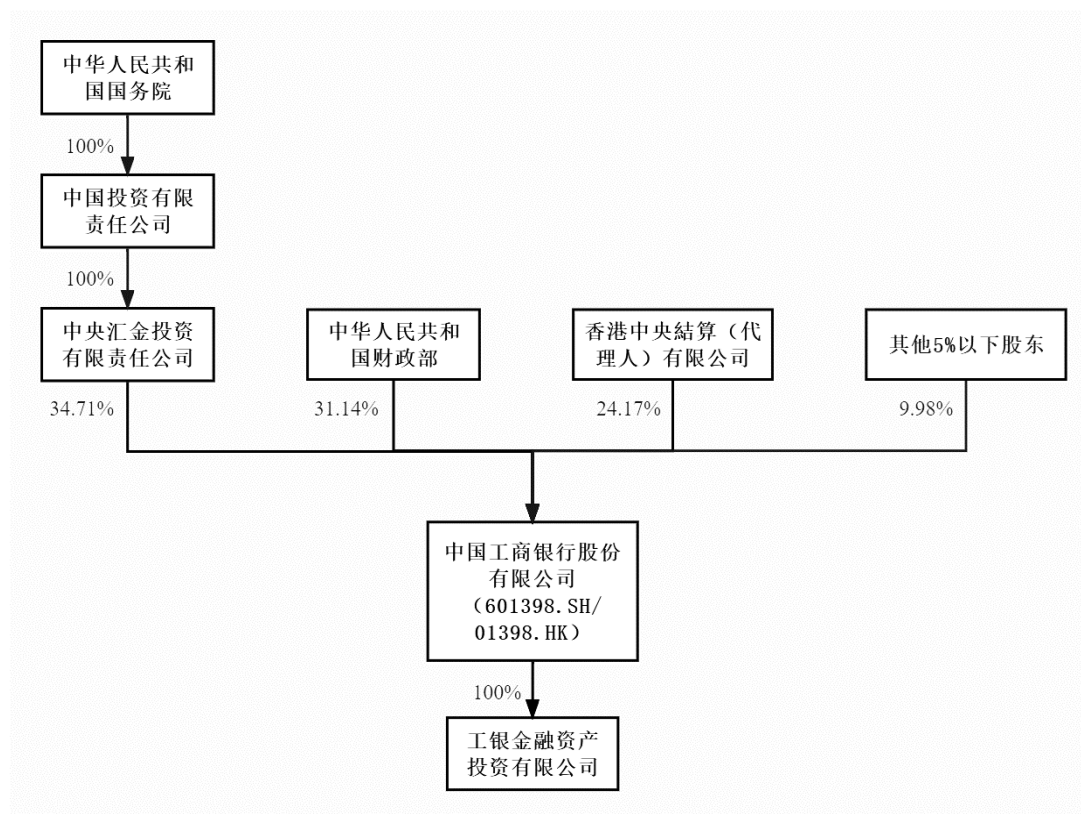 中华人民共和
国国务院
100%
中国投资有限
责任公司
100%
中央汇金投资
有限责任公司
中华人民共和
国财政部
香港中央結算（代
理人）有限公司
其他5%以下股东
34.71%
31.14%
24.17%
9.98%
中国工商银行股份
有限公司
（601398.SH/
01398.HK）
100%
工银金融资产
投资有限公司